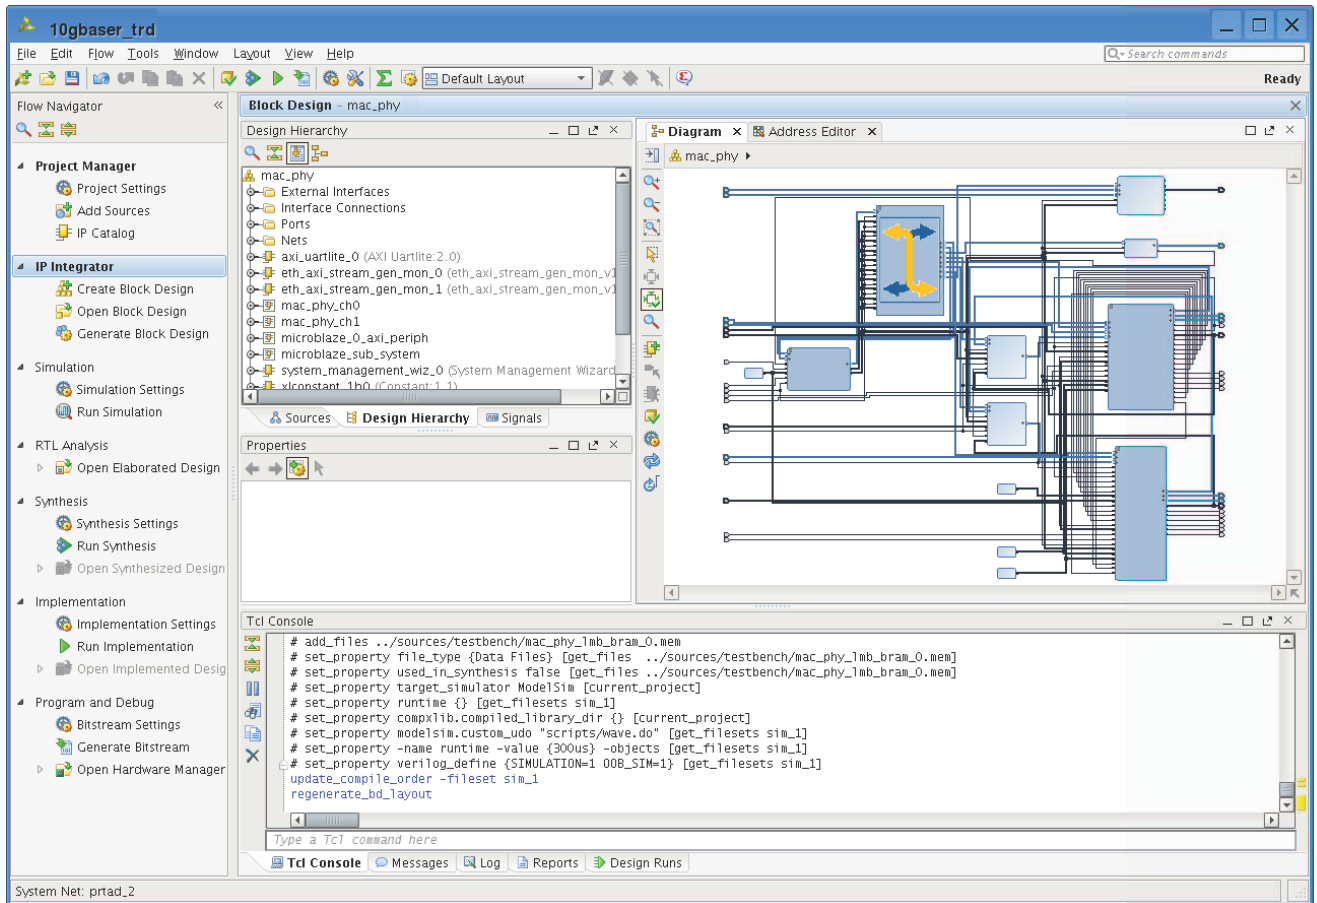 10gbaser_trd
File Edit Flow Tools Window Layout View Help
Search commands
Default Layout
Ready
Flow Navigator
Project Manager
Project Settings
Add Sources
IP Catalog
IP Integrator
Create Block Design
Open Block Design
Generate Block Design
Simulation
Simulation Settings
Run Simulation
RTL Analysis
Open Elaborated Design
Synthesis
Synthesis Settings
Run Synthesis
Open Synthesized Design
Implementation
Implementation Settings
Run Implementation
Open Implemented Desig
Program and Debug
Bitstream Settings
Generate Bitstream
Open Hardware Manager
Block Design - mac_phy
Design Hierarchy
mac_phy
External Interfaces
Interface Connections
Ports
Nets
axi_uartlite_0 (AXI Uartlite:2.0)
eth_axi_stream_gen_mon_0 (eth_axi_stream_gen_mon_v1
eth_axi_stream_gen_mon_1 (eth_axi_stream_gen_mon_v1
mac_phy_ch0
mac_phy_ch1
microblaze_0_axi_periph
microblaze_sub_system
system_management_wiz_0 (System Management Wizard
xlconstant_1b0 (Constant:1.1)
Sources Design Hierarchy Signals
Properties
Diagram Address Editor
mac_phy
Tcl Console
# add_files ../sources/testbench/mac_phy_lmb_bram_0.mem
# set_property file_type {Data Files} [get_files ../sources/testbench/mac_phy_lmb_bram_0.mem]
# set_property used_in_synthesis false [get_files ../sources/testbench/mac_phy_lmb_bram_0.mem]
# set_property target_simulator ModelSim [current_project]
# set_property runtime {} [get_filesets sim_1]
# set_property compxlib.compiled_library_dir {} [current_project]
# set_property modelsim.custom_udo "scripts/wave.do" [get_filesets sim_1]
# set_property -name runtime -value {300us} -objects [get_filesets sim_1]
# set_property verilog_define {SIMULATION=1 OOB_SIM=1} [get_filesets sim_1]
update_compile_order -fileset sim_1
regenerate_bd_layout
Type a Tcl command here
Tcl Console Messages Log Reports Design Runs
System Net: prtad_2